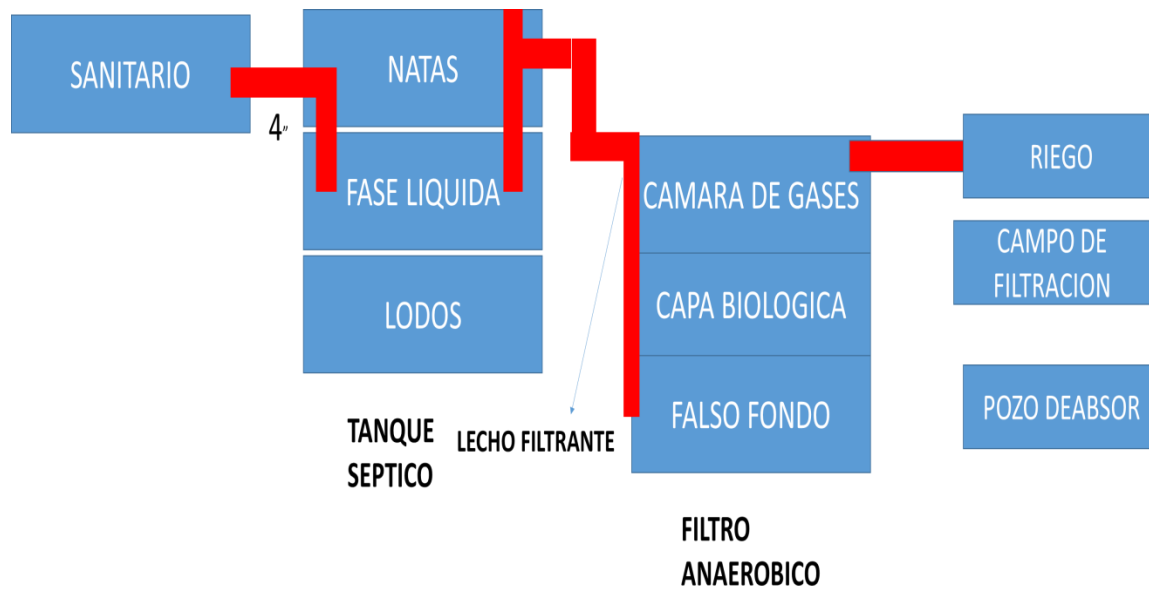 SANITARIO
4"
NATAS
FASE LIQUIDA
LODOS
TANQUE
SEPTICO
LECHO FILTRANTE
CAMARA DE GASES
CAPA BIOLOGICA
FALSO FONDO
FILTRO
ANAEROBICO
RIEGO
CAMPO DE
FILTRACION
POZO DEABSOR